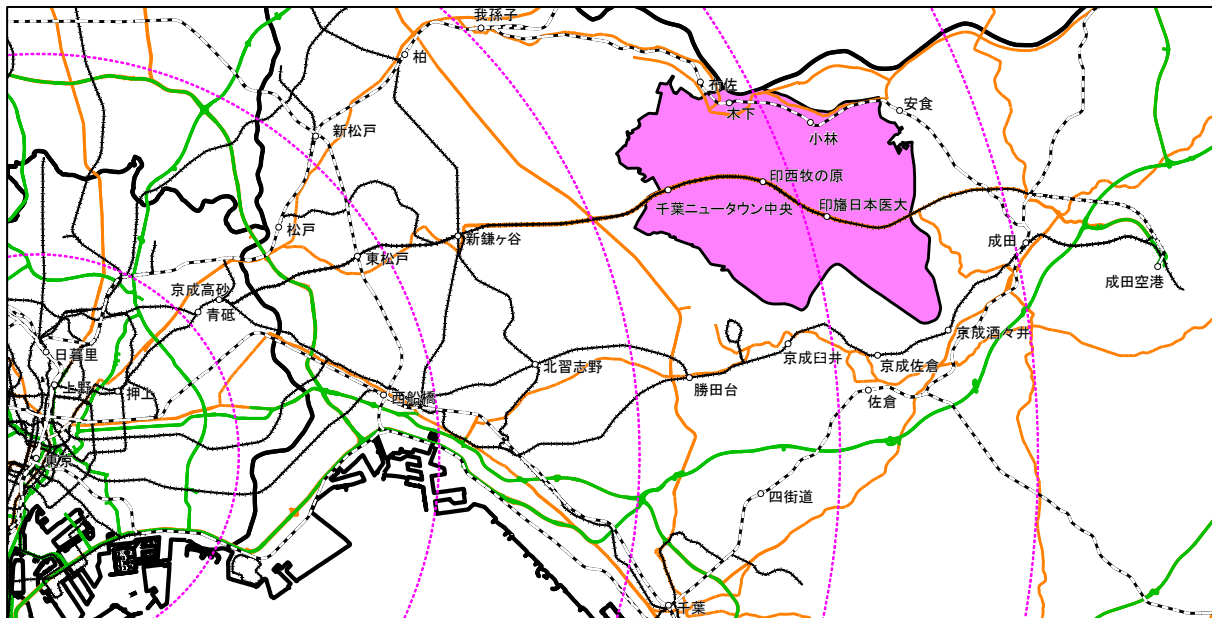 我孫子
柏
布佐
木下
安食
小林
新松戸
印西牧の原
千葉ニュータウン中央
印旛日本医大
松戸
新鎌ヶ谷
東松戸
成田
成田空港
京成高砂
青砥
京成酒々井
日暮里
京成臼井
京成佐倉
北習志野
上野
押上
勝田台
佐倉
西船橋
東京
四街道
千葉